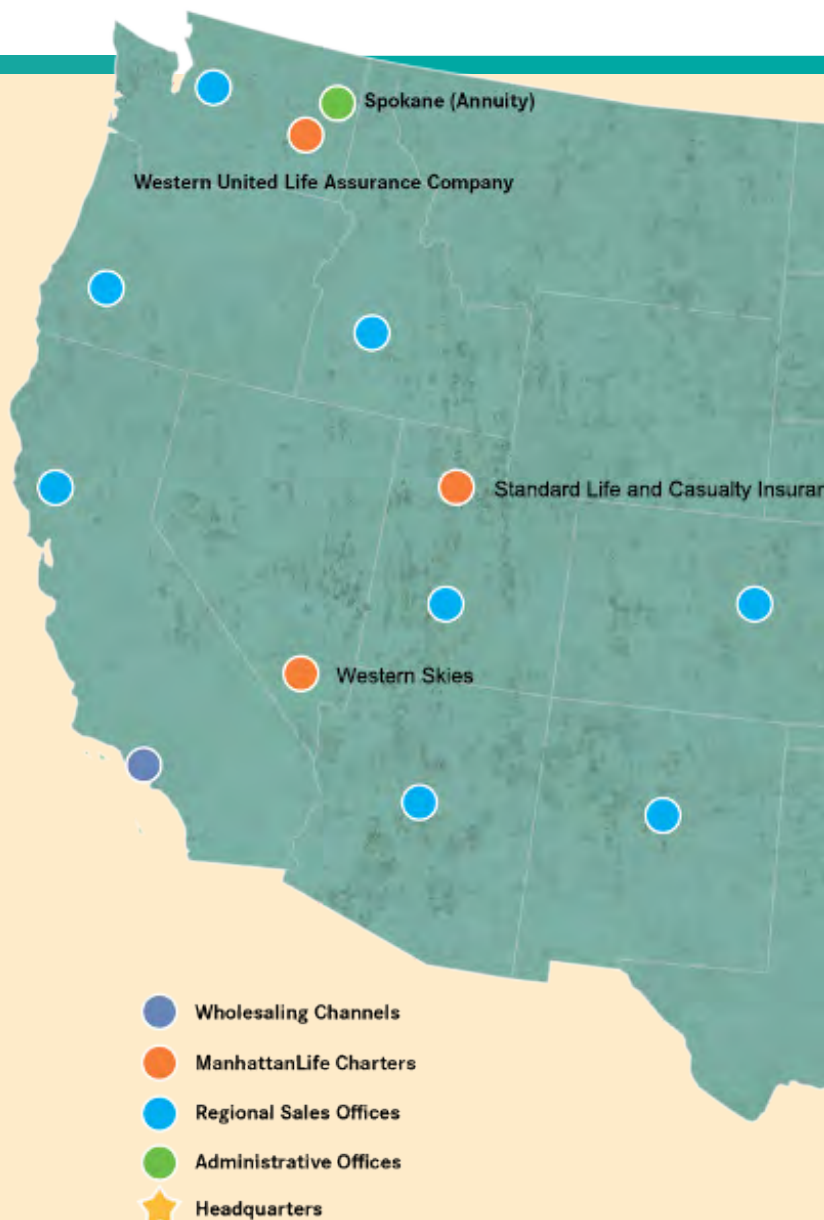 Spokane (Annuity)
Western United Life Assurance Company
Standard Life and Casualty
Western Skies
Wholesaling Channels
ManhattanLife Charters
Regional Sales Offices
Administrative Offices
Headquarters